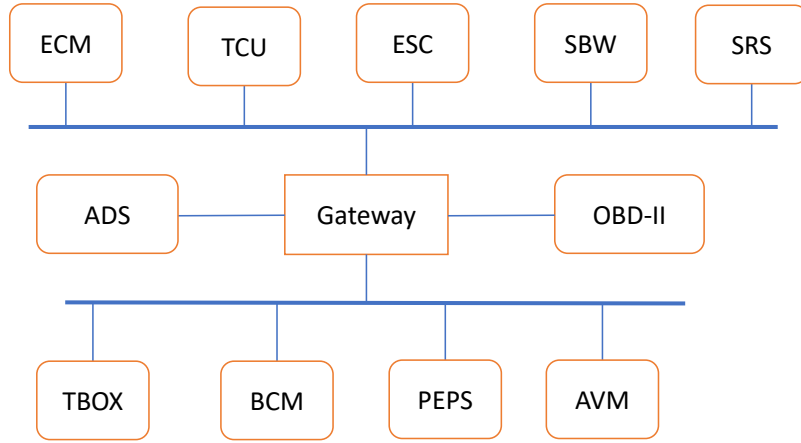 ECM
TCU
ESC
SBW
SRS
ADS
Gateway
OBD-II
TBOX
BCM
PEPS
AVM